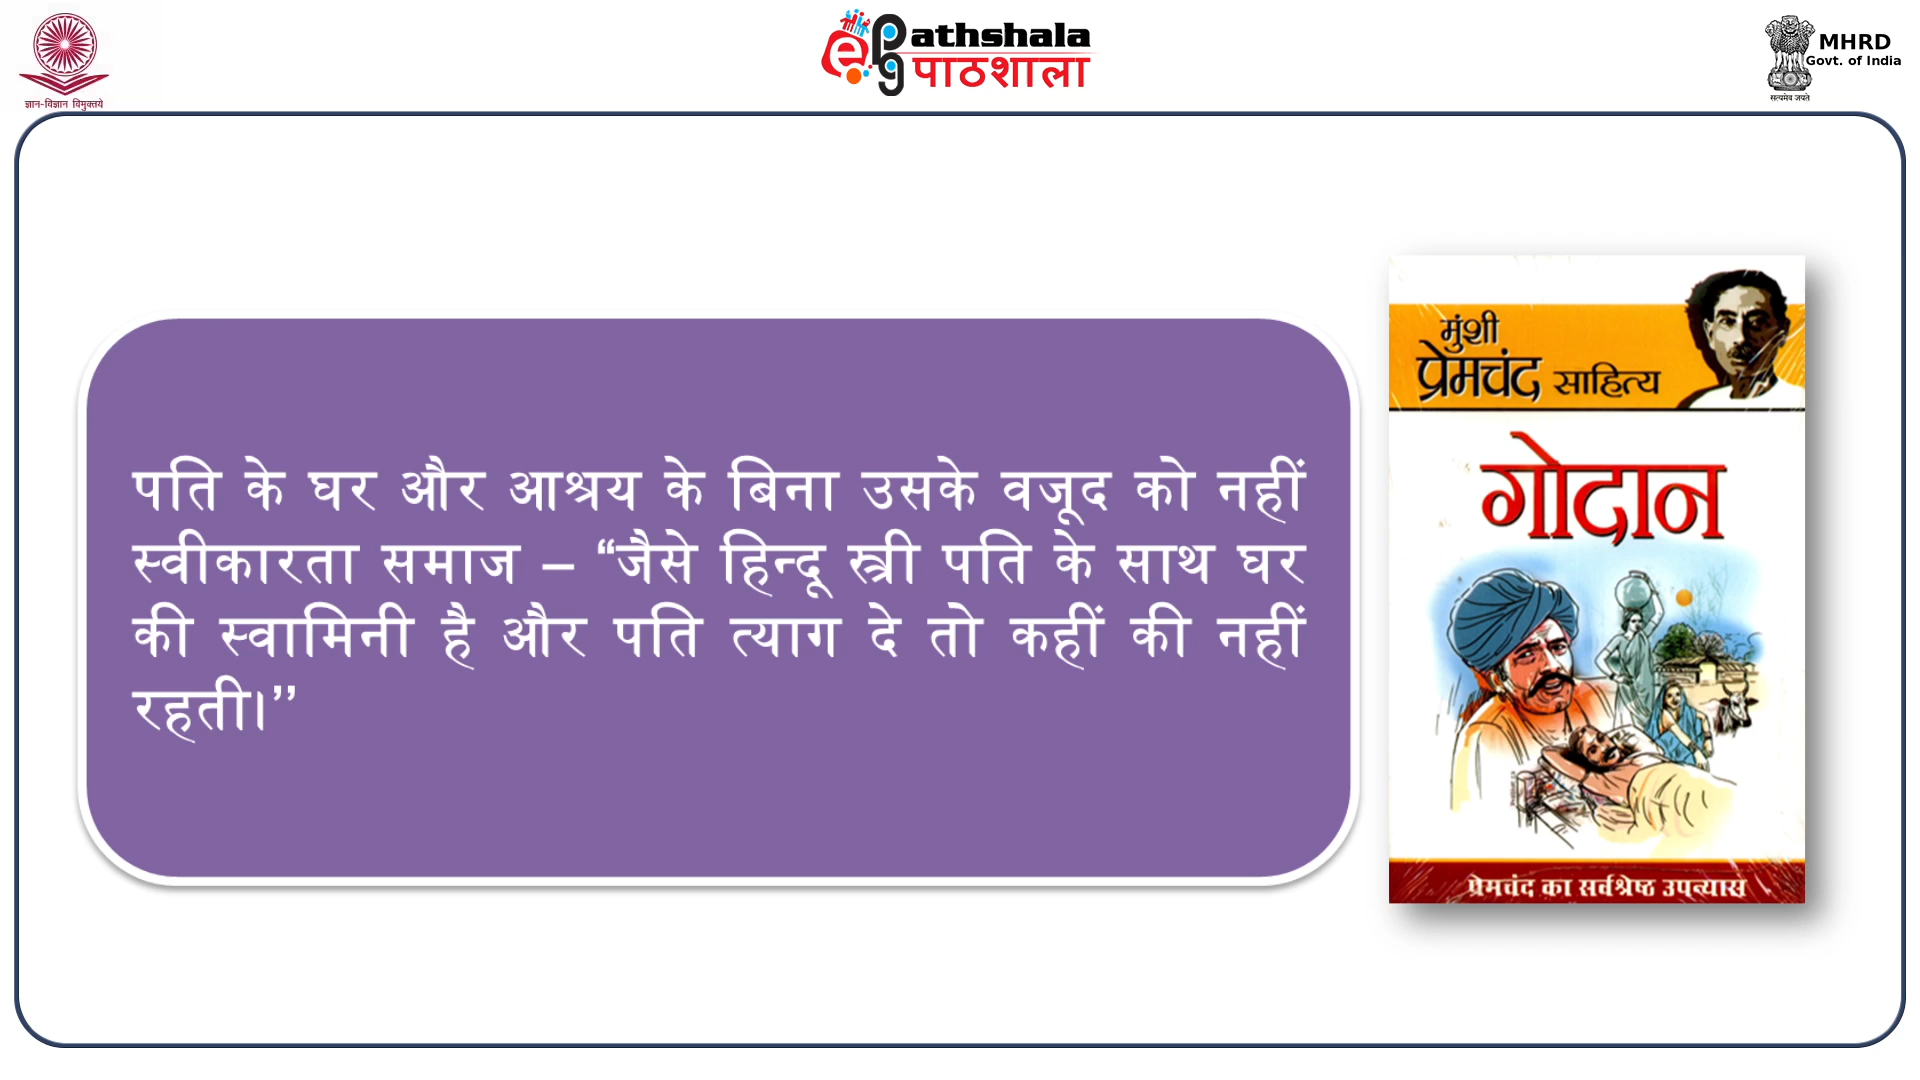 ज्ञान-विज्ञान विमुक्तये
ePathshala
पाठशाला
MHRD
Govt. of India
सत्यमेव जयते
पति के घर और आश्रय के बिना उसके वजूद को नहीं
स्वीकारता समाज – “जैसे हिन्दू स्त्री पति के साथ घर
की स्वामिनी है और पति त्याग दे तो कहीं की नहीं
रहती।’’
मुंशी
प्रेमचंद साहित्य
गोदान
प्रेमचंद का सर्वश्रेष्ठ उपन्यास